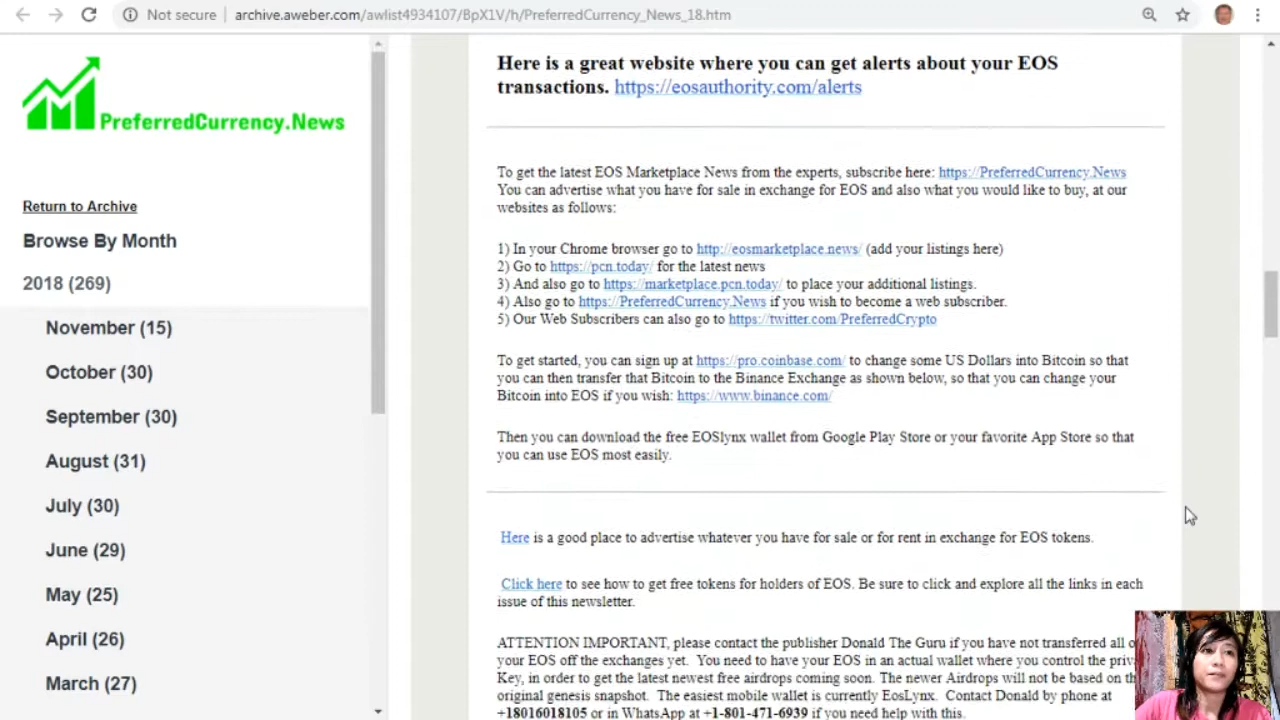 Not secure
archive.aweber.com/awlist4934107/BpX1V/h/PreferredCurrency_News_18.htm
PreferredCurrency.News
Return to Archive
Browse By Month
2018 (269)
November (15)
October (30)
September (30)
August (31)
July (30)
June (29)
May (25)
April (26)
March (27)
Here is a great website where you can get alerts about your EOS
transactions. https://eosauthority.com/alerts
To get the latest EOS Marketplace News from the experts, subscribe here: https://PreferredCurrency.News
You can advertise what you have for sale in exchange for EOS and also what you would like to buy, at our
websites as follows:
1) In your Chrome browser go to http://eosmarketplace.news/ (add your listings here)
2) Go to https://pcn.today/ for the latest news
3) And also go to https://marketplace.pcn.today/ to place your additional listings.
4) Also go to https://PreferredCurrency.News if you wish to become a web subscriber.
5) Our Web Subscribers can also go to https://twitter.com/PreferredCrypto
To get started, you can sign up at https://pro.coinbase.com/ to change some US Dollars into Bitcoin so that
you can then transfer that Bitcoin to the Binance Exchange as shown below, so that you can change your
Bitcoin into EOS if you wish: https://www.binance.com/
Then you can download the free EOSlynx wallet from Google Play Store or your favorite App Store so that
you can use EOS most easily.
Here is a good place to advertise whatever you have for sale or for rent in exchange for EOS tokens.
Click here to see how to get free tokens for holders of EOS. Be sure to click and explore all the links in each
issue of this newsletter.
ATTENTION IMPORTANT, please contact the publisher Donald The Guru if you have not transferred all
your EOS off the exchanges yet. You need to have your EOS in an actual wallet where you control the
Key, in order to get the latest newest free airdrops coming soon. The newer Airdrops will not be based on
original genesis snapshot. The easiest mobile wallet is currently EosLynx. Contact Donald by phone at
+18016018105 or in WhatsApp at +1-801-471-6939 if you need help with this.